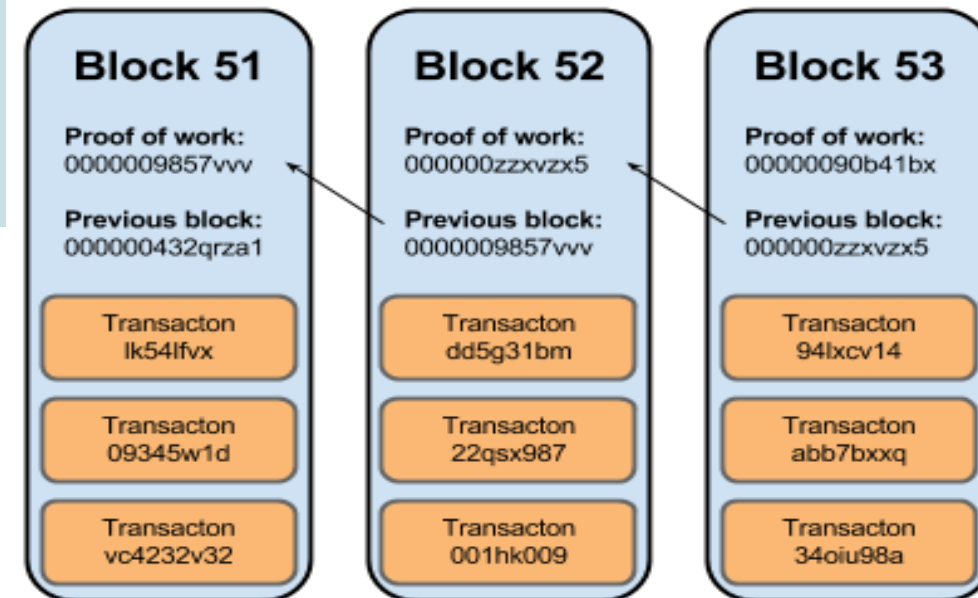 Block 51
Proof of work:
0000009857vvv
Previous block:
000000432qrza1
Transacton
lk54lfvx
Transacton
09345w1d
Transacton
vc4232v32
Block 52
Proof of work:
000000zzxvzx5
Previous block:
0000009857vvv
Transacton
dd5g31bm
Transacton
22qsx987
Transacton
001hk009
Block 53
Proof of work:
00000090b41bx
Previous block:
000000zzxvzx5
Transacton
94lxcv14
Transacton
abb7bxxq
Transacton
34oiu98a